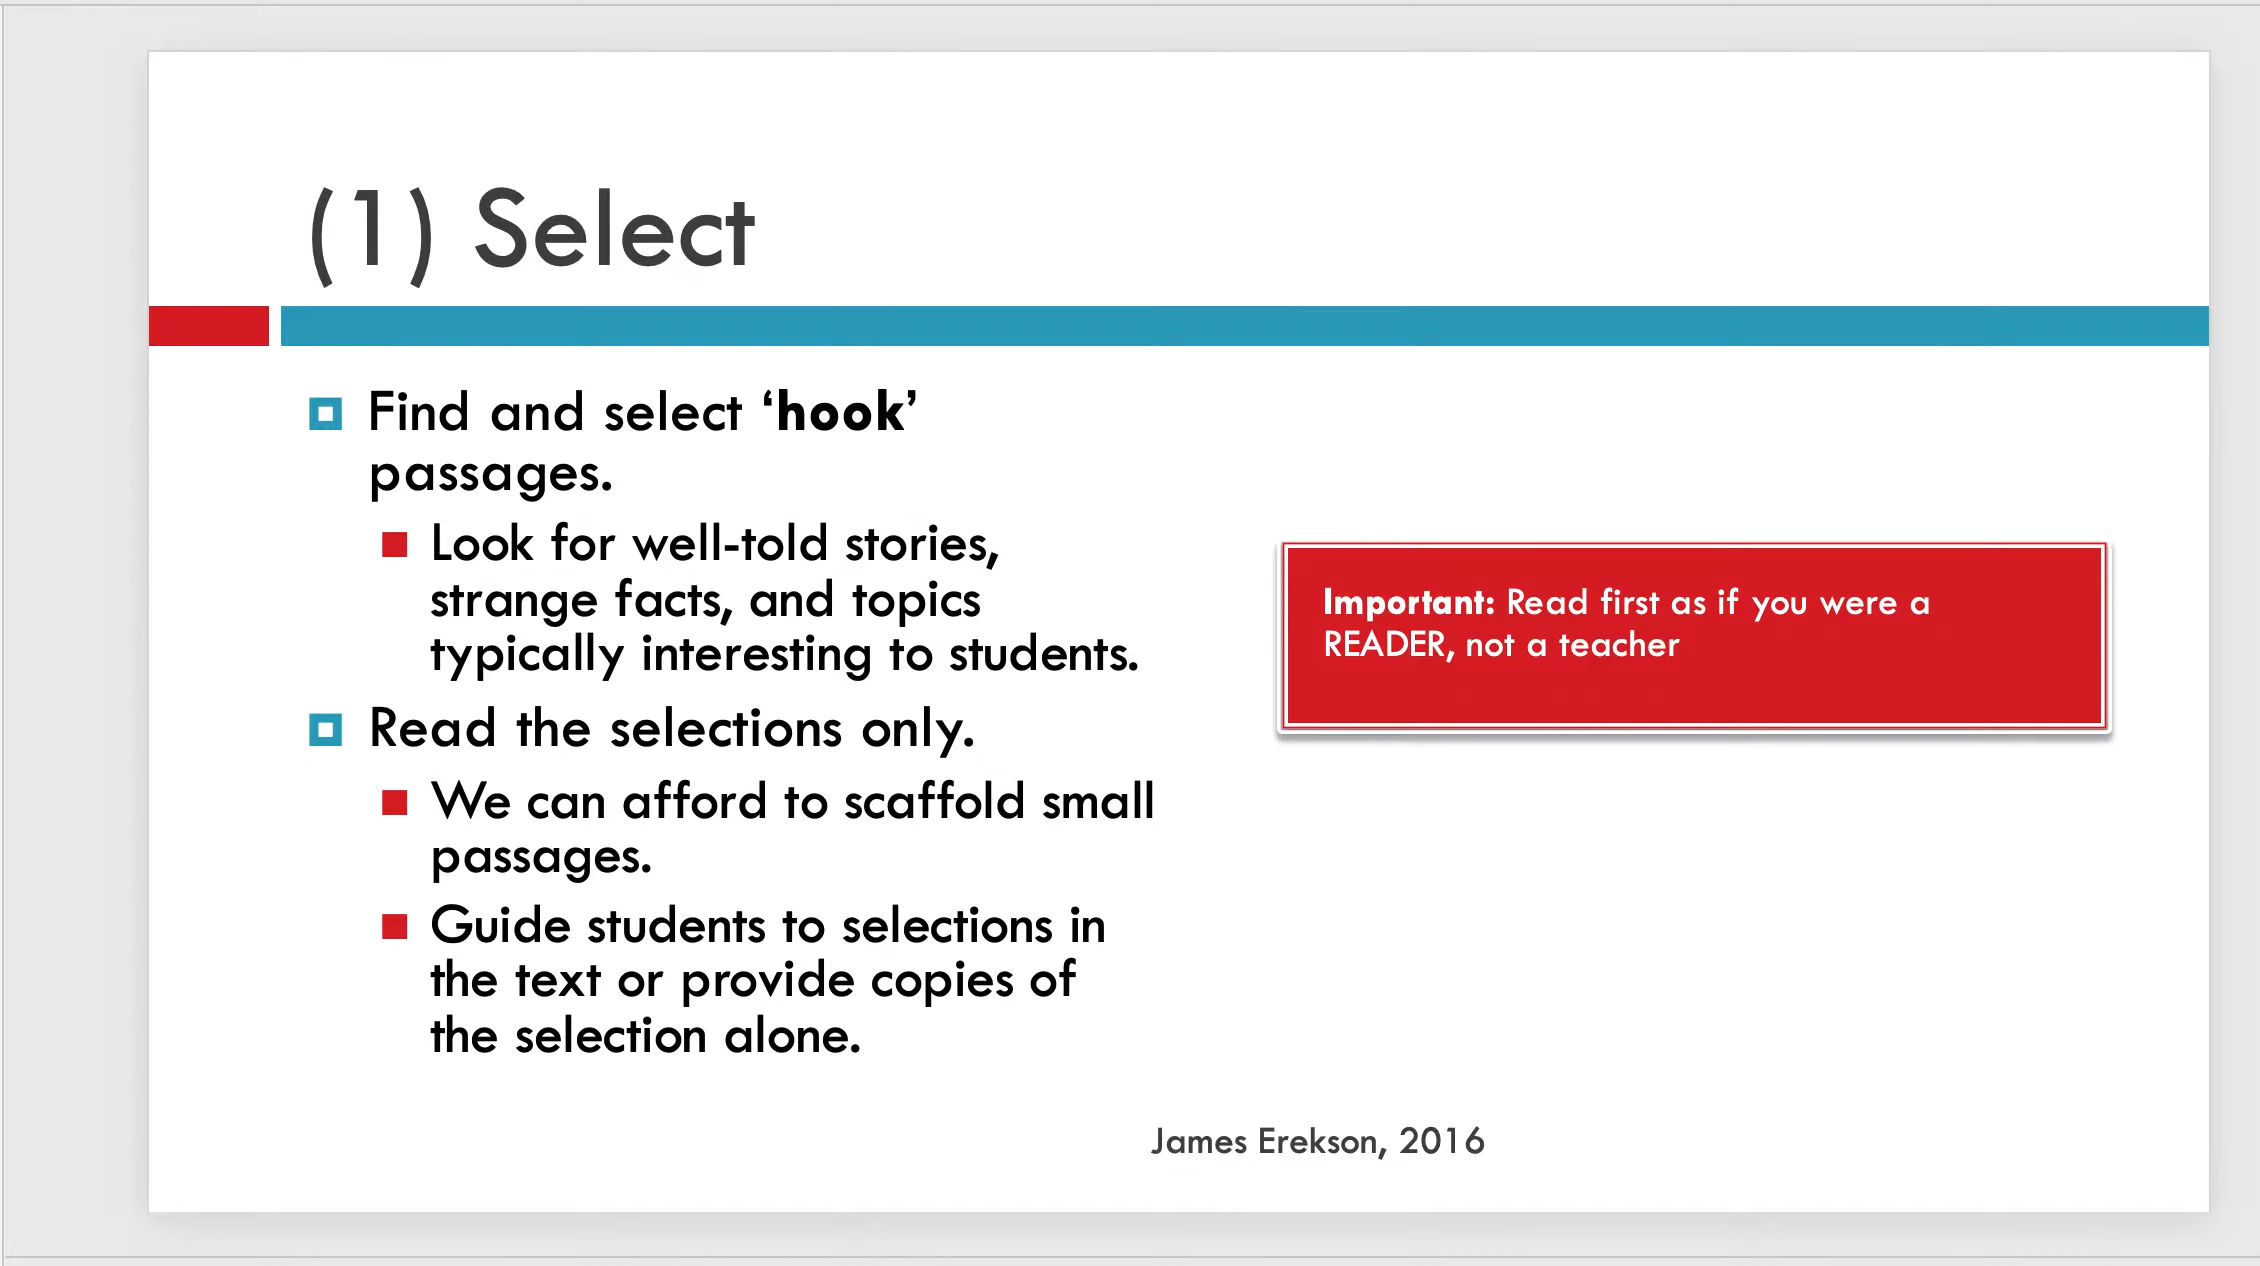 (1) Select
Find and select ‘hook’
passages.
Look for well-told stories,
strange facts, and topics
typically interesting to students.
Read the selections only.
We can afford to scaffold small
passages.
Guide students to selections in
the text or provide copies of
the selection alone.
Important: Read first as if you were a
READER, not a teacher
James Erekson, 2016